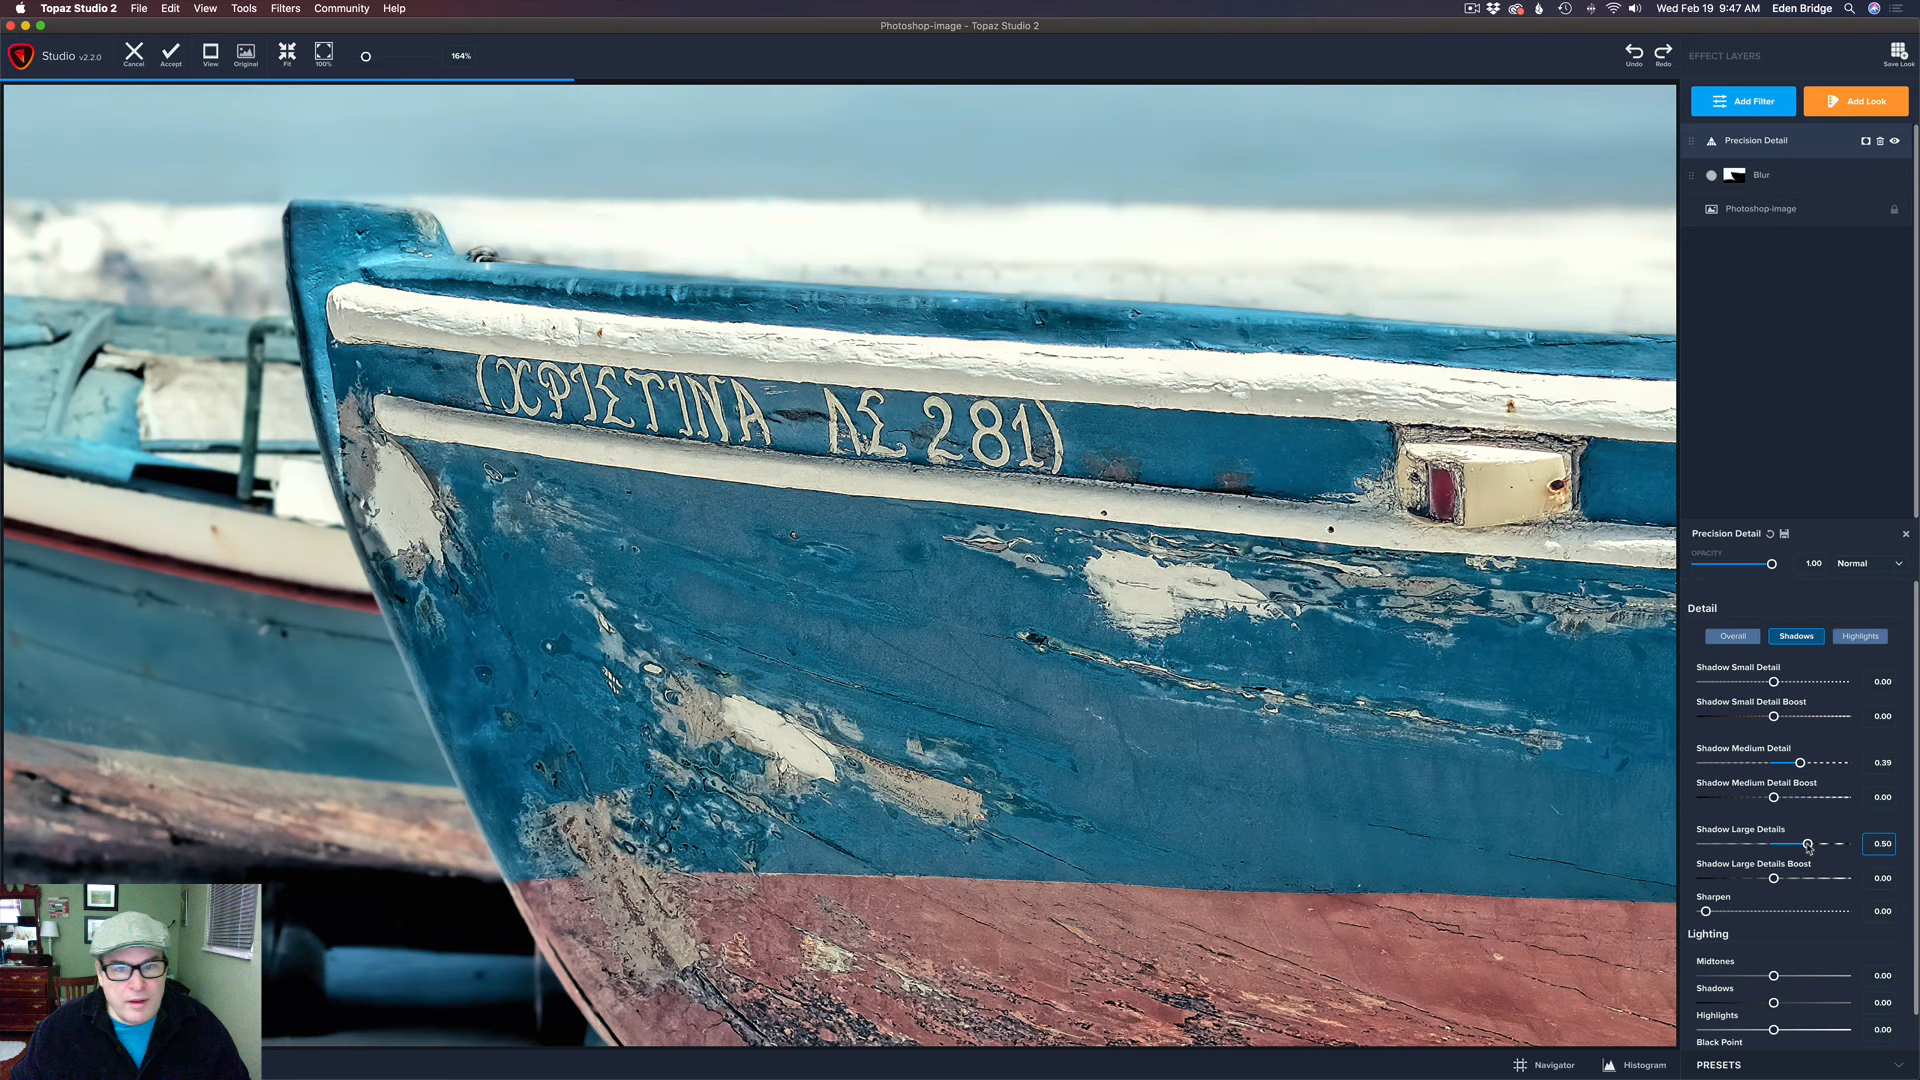 Topaz Studio 2 File Edit View Tools Filters Community Help
Wed Feb 19 9:47 AM Eden Bridge
Photoshop-image - Topaz Studio 2
Studio v2.2.0
Cancel
Accept
View
Original
Fit
100%
164%
Undo
Redo
EFFECT LAYERS
Save Look
Add Filter
Add Look
Precision Detail
Blur
Photoshop-image
(ΧΡΙΣΤΙΝΑ ΛΣ 281)
Precision Detail
OPACITY
1.00 Normal
Detail
Overall Shadows Highlights
Shadow Small Detail
0.00
Shadow Small Detail Boost
0.00
Shadow Medium Detail
0.39
Shadow Medium Detail Boost
0.00
Shadow Large Details
0.50
Shadow Large Details Boost
0.00
Sharpen
0.00
Lighting
Midtones
0.00
Shadows
0.00
Highlights
0.00
Black Point
Navigator
Histogram
PRESETS